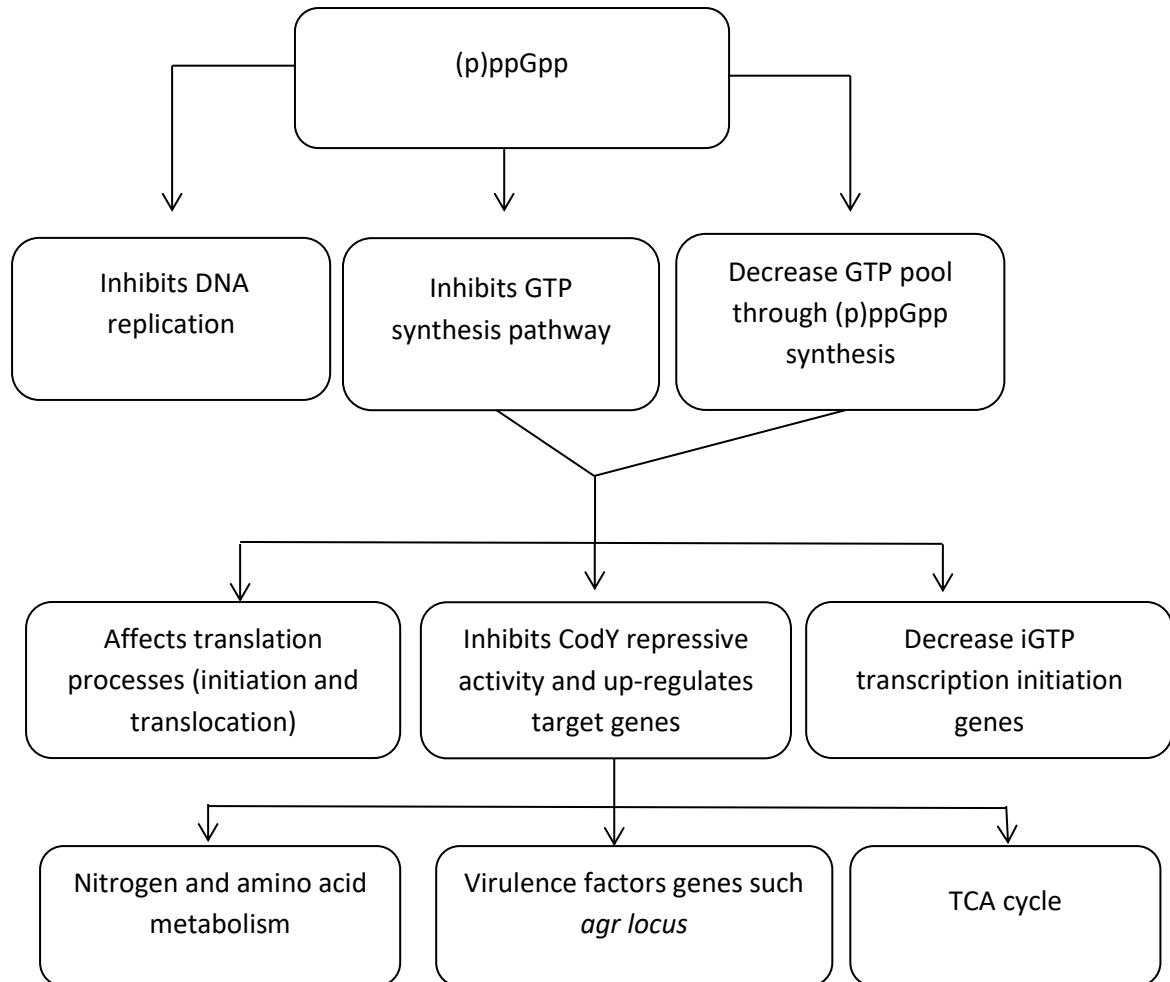 (p)ppGpp
Inhibits DNA
replication
Inhibits GTP
synthesis pathway
Decrease GTP pool
through (p)ppGpp
synthesis
Affects translation
processes (initiation and
translocation)
Inhibits CodY repressive
activity and up-regulates
target genes
Decrease iGTP
transcription initiation
genes
Nitrogen and amino acid
metabolism
Virulence factors genes such
agr locus
TCA cycle